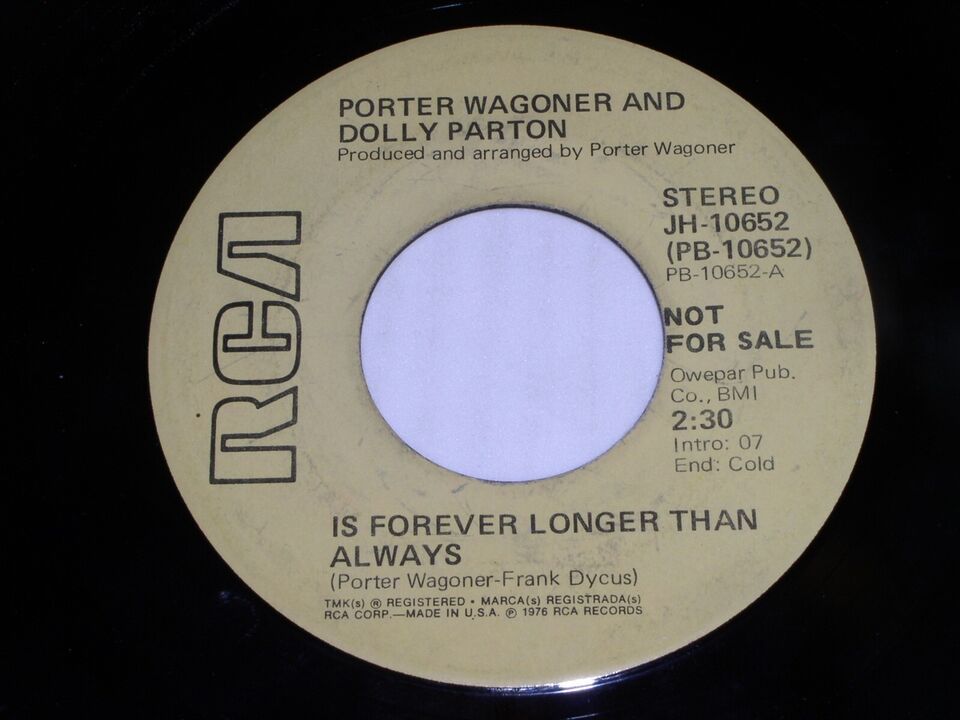 PORTER WAGONER AND
DOLLY PARTON
Produced and arranged by Porter Wagoner
RCA
STEREO
JH-10652
(PB-10652)
PB-10652-A
NOT
FOR SALE
Owepar Pub.
Co., BMI
2:30
Intro: 07
End: Cold
IS FOREVER LONGER THAN
ALWAYS
(Porter Wagoner-Frank Dycus)
TMK(s) ® REGISTERED • MARCA(s) REGISTRADA(s)
RCA CORP.—MADE IN U.S.A. ℗ 1976 RCA RECORDS